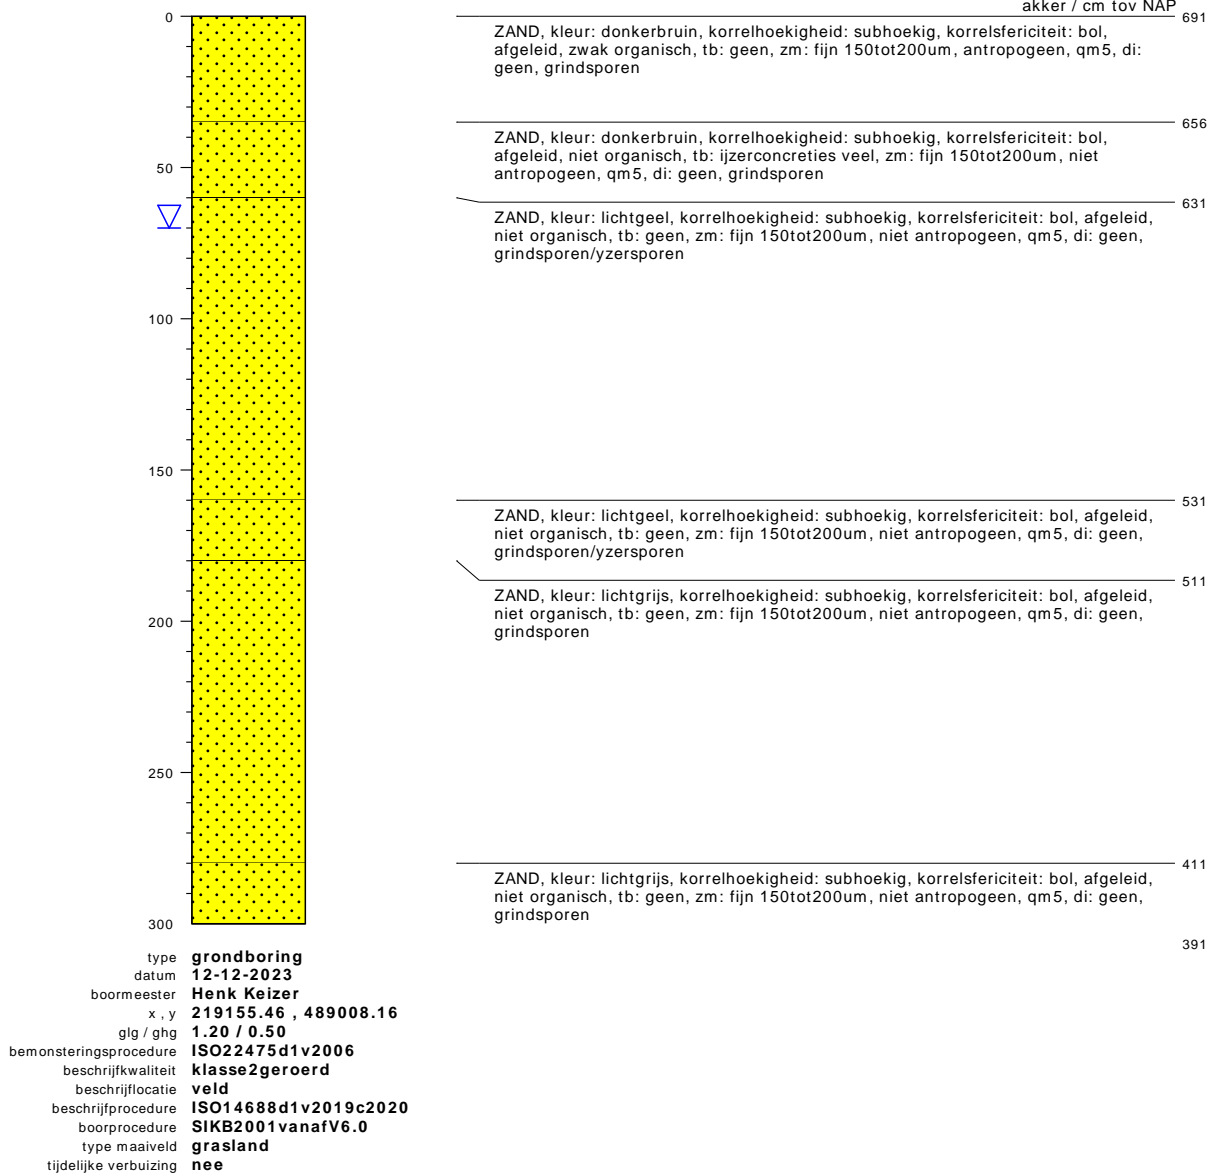 akker / cm tov NAP
0
691
ZAND, kleur: donkerbruin, korrelhoekigheid: subhoekig, korrelsfericiteit: bol,
afgeleid, zwak organisch, tb: geen, zm: fijn 150tot200um, antropogeen, qm5, di:
geen, grindsporen
656
ZAND, kleur: donkerbruin, korrelhoekigheid: subhoekig, korrelsfericiteit: bol,
afgeleid, niet organisch, tb: ijzerconcreties veel, zm: fijn 150tot200um, niet
antropogeen, qm5, di: geen, grindsporen
50
631
ZAND, kleur: lichtgeel, korrelhoekigheid: subhoekig, korrelsfericiteit: bol, afgeleid,
niet organisch, tb: geen, zm: fijn 150tot200um, niet antropogeen, qm5, di: geen,
grindsporen/yzersporen
100
150
531
ZAND, kleur: lichtgeel, korrelhoekigheid: subhoekig, korrelsfericiteit: bol, afgeleid,
niet organisch, tb: geen, zm: fijn 150tot200um, niet antropogeen, qm5, di: geen,
grindsporen/yzersporen
511
ZAND, kleur: lichtgrijs, korrelhoekigheid: subhoekig, korrelsfericiteit: bol, afgeleid,
niet organisch, tb: geen, zm: fijn 150tot200um, niet antropogeen, qm5, di: geen,
grindsporen
200
250
411
ZAND, kleur: lichtgrijs, korrelhoekigheid: subhoekig, korrelsfericiteit: bol, afgeleid,
niet organisch, tb: geen, zm: fijn 150tot200um, niet antropogeen, qm5, di: geen,
grindsporen
300
391
type grondboring
datum 12-12-2023
boormeester Henk Keizer
x , y 219155.46 , 489008.16
glg / ghg 1.20 / 0.50
bemonsteringsprocedure ISO22475d1v2006
beschrijfkwaliteit klasse2geroerd
beschrijflocatie veld
beschrijfprocedure ISO14688d1v2019c2020
boorprocedure SIKB2001vanafV6.0
type maaiveld grasland
tijdelijke verbuizing nee